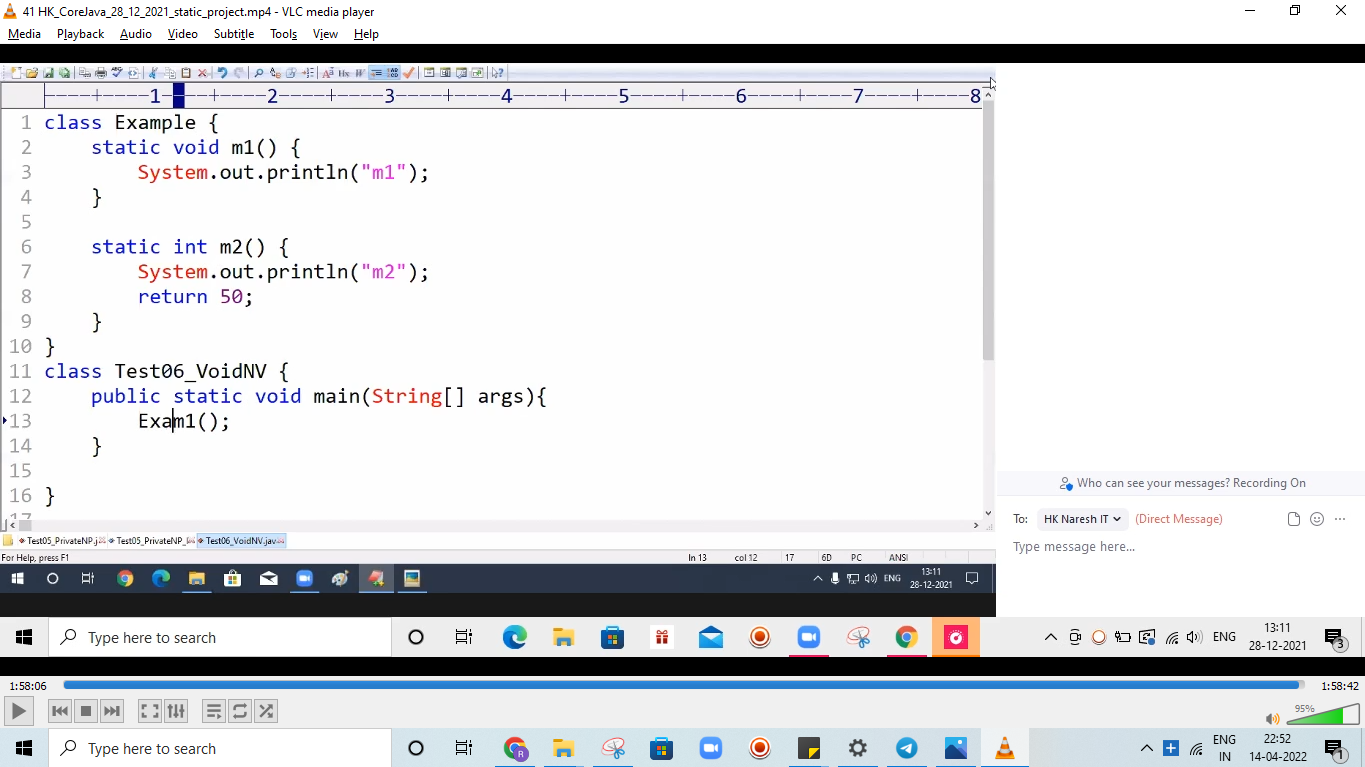 41 HK_CoreJava_28_12_2021_static_project.mp4 - VLC media player
Media Playback Audio Video Subtitle Tools View Help
1 2 3 4 5 6 7 8
1 class Example {
2 static void m1() {
3 System.out.println("m1");
4 }
5
6 static int m2() {
7 System.out.println("m2");
8 return 50;
9 }
10 }
11 class Test06_VoidNV {
12 public static void main(String[] args){
13 Exam1();
14 }
15
16 }
17
Test05_PrivateNP.j Test05_PrivateNP_ Test06_VoidNV.jav
For Help, press F1 ln 13 col 12 17 6D PC ANSI
Who can see your messages? Recording On
To: HK Naresh IT (Direct Message)
Type message here...
ENG 13:11
28-12-2021
Type here to search ENG 13:11
28-12-2021 3
1:58:06 1:58:42
95%
Type here to search ENG
IN 22:52
14-04-2022 1